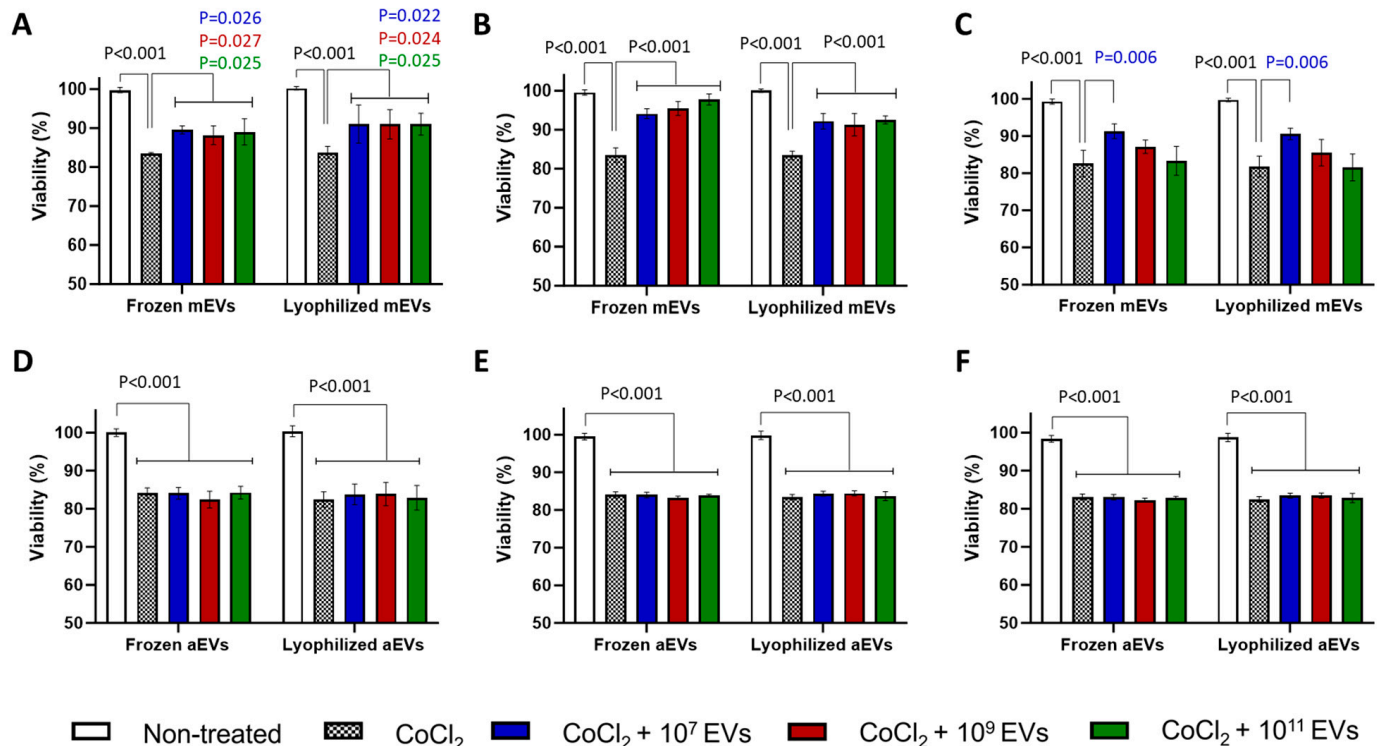 A
P=0.026
P=0.027
P=0.025
P<0.001
P=0.022
P=0.024
P=0.025
P<0.001
Viability (%)
100
90
80
70
60
50
Frozen mEVs
Lyophilized mEVs
B
P<0.001
P<0.001
P<0.001
P<0.001
Viability (%)
100
90
80
70
60
50
Frozen mEVs
Lyophilized mEVs
C
P<0.001
P=0.006
P<0.001
P=0.006
Viability (%)
100
90
80
70
60
50
Frozen mEVs
Lyophilized mEVs
D
P<0.001
P<0.001
Viability (%)
100
90
80
70
60
50
Frozen aEVs
Lyophilized aEVs
E
P<0.001
P<0.001
Viability (%)
100
90
80
70
60
50
Frozen aEVs
Lyophilized aEVs
F
P<0.001
P<0.001
Viability (%)
100
90
80
70
60
50
Frozen aEVs
Lyophilized aEVs
Non-treated
CoCl₂
CoCl₂ + 10⁷ EVs
CoCl₂ + 10⁹ EVs
CoCl₂ + 10¹¹ EVs